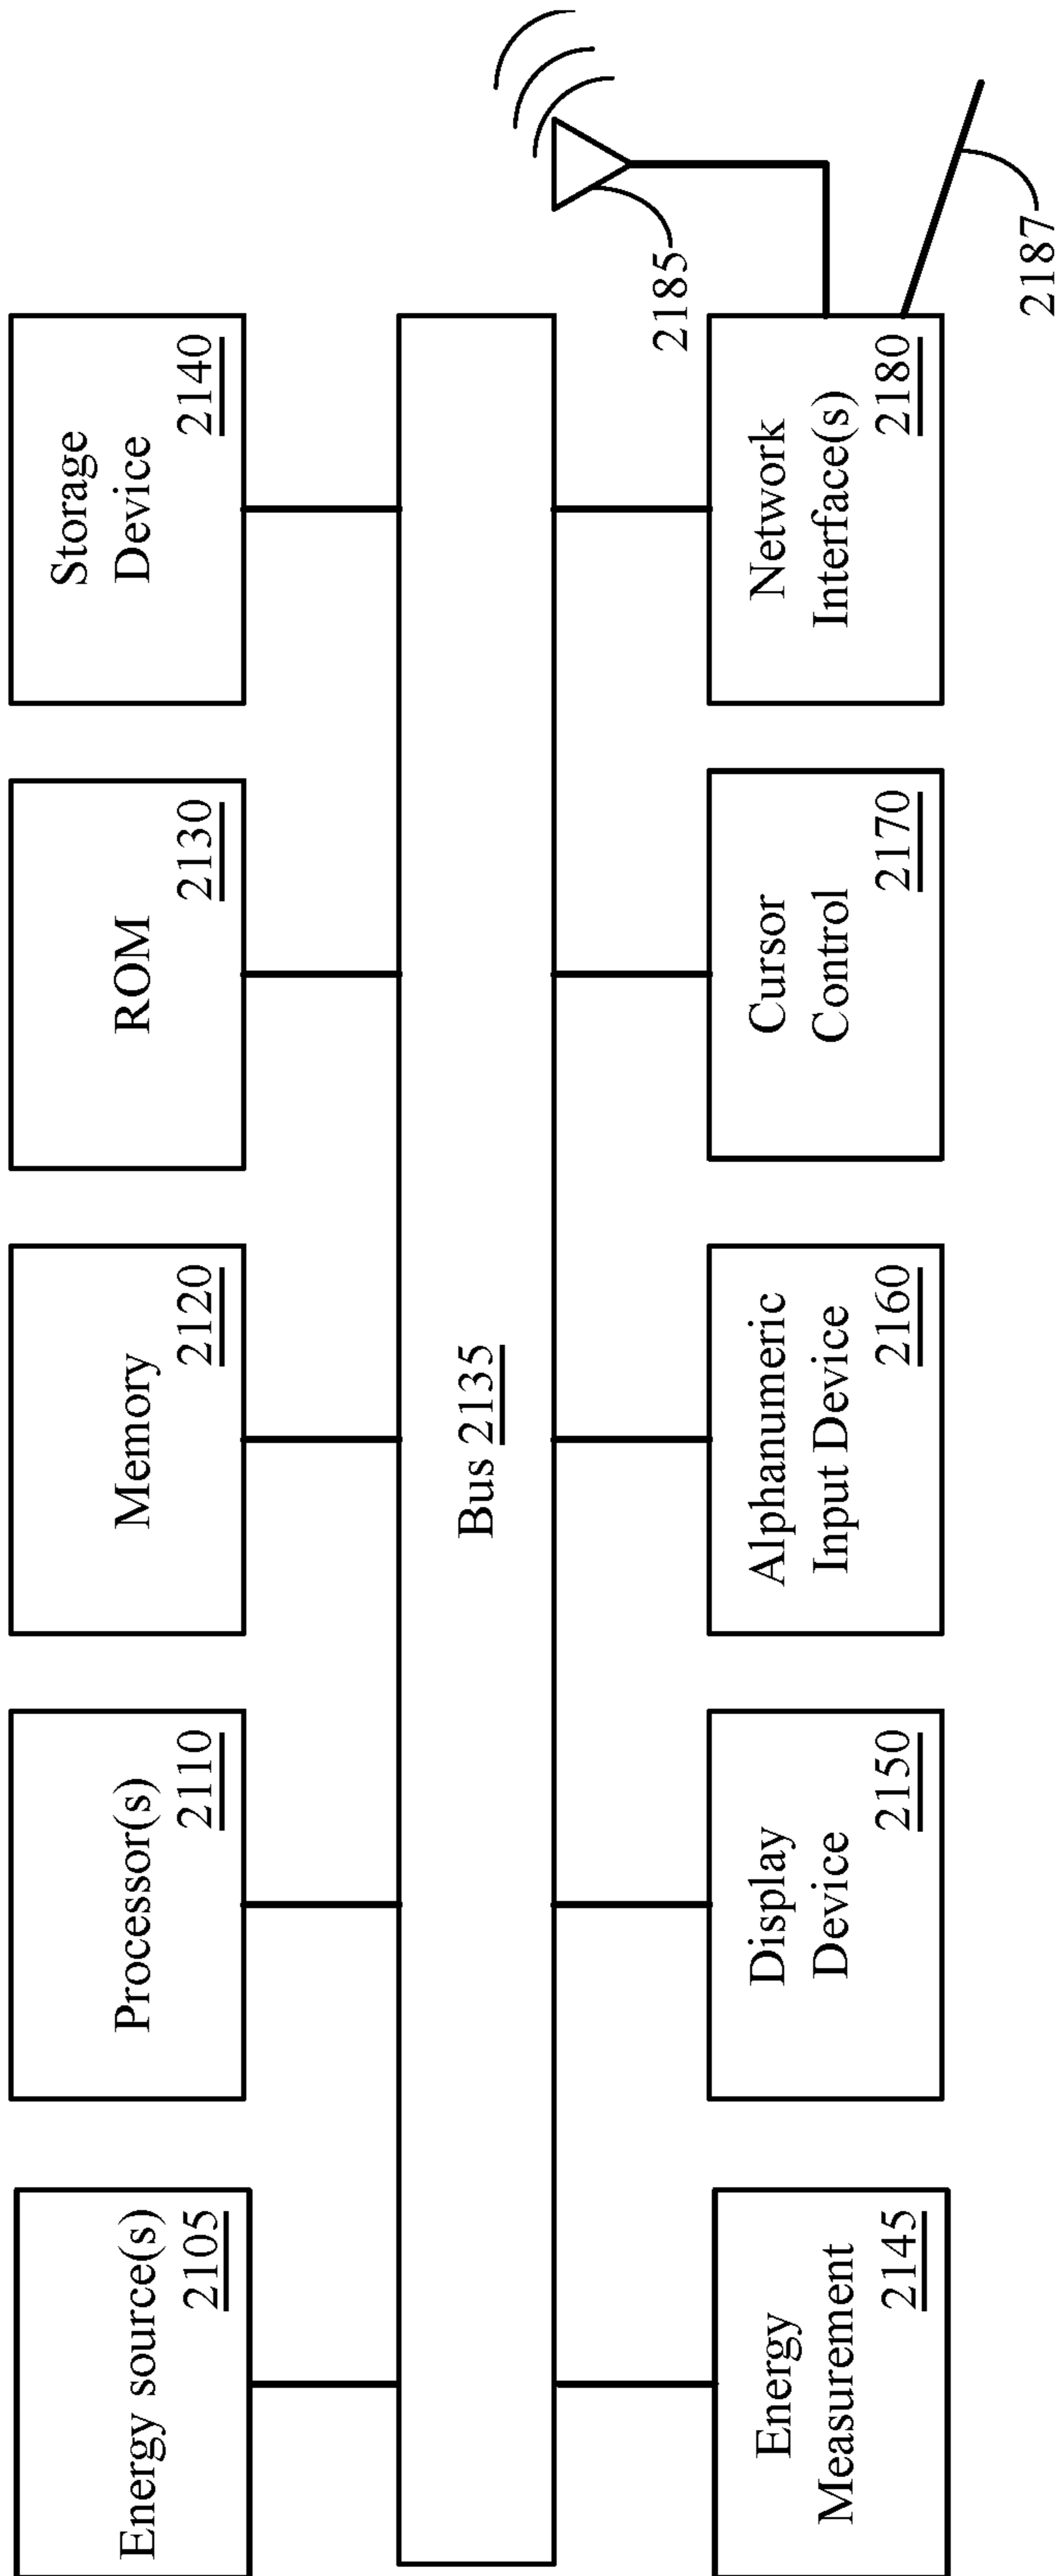 Energy source(s)
2105
Processor(s)
2110
Memory
2120
ROM
2130
Storage
Device
2140
Bus 2135
Energy
Measurement
2145
Display
Device
2150
Alphanumeric
Input Device
2160
Cursor
Control
2170
Network
Interface(s)
2180
2185
2187